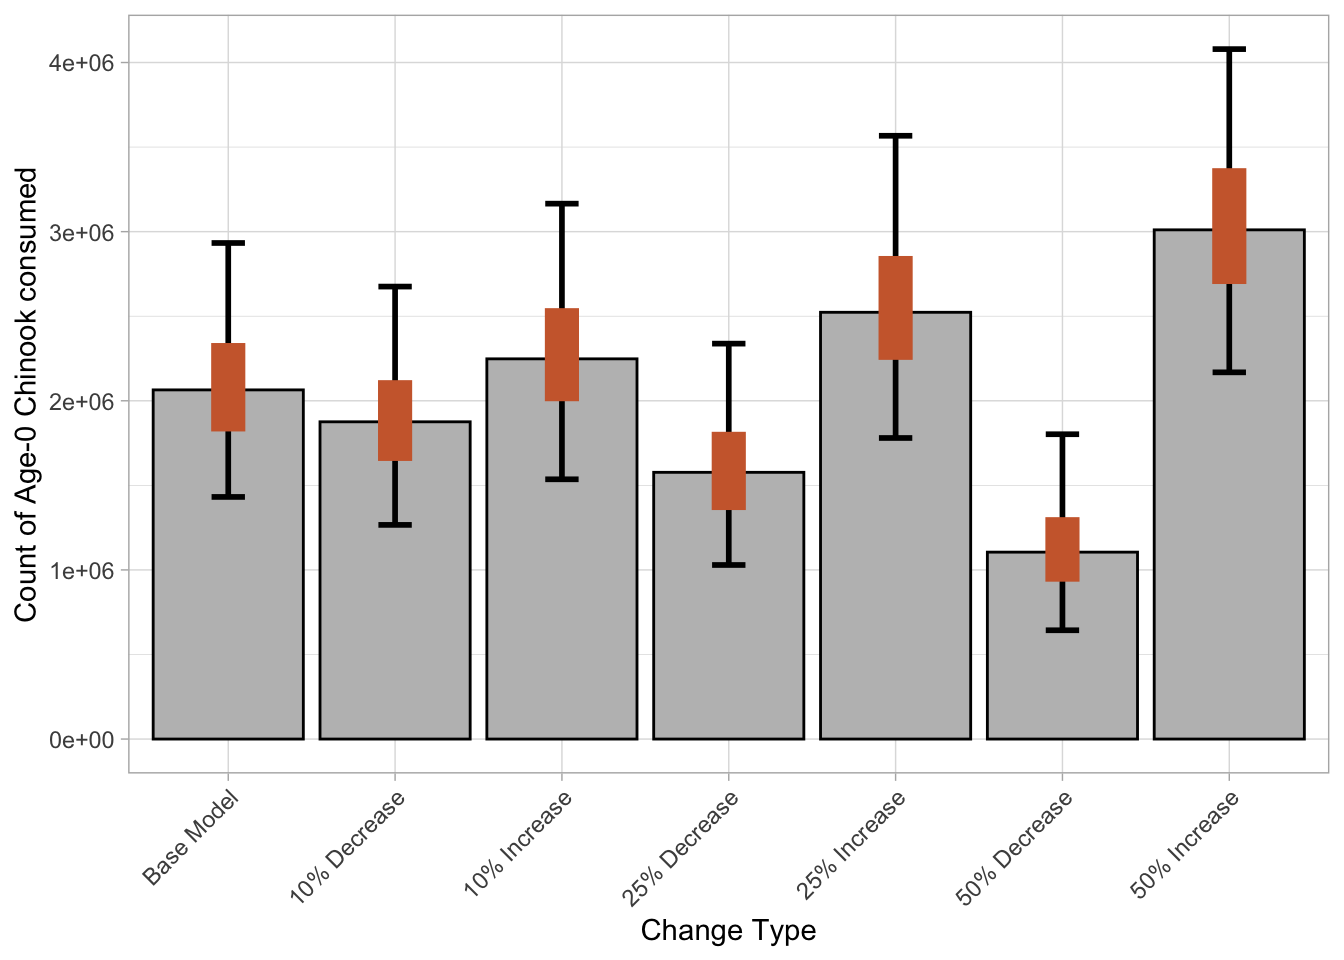 Count of Age-0 Chinook consumed
4e+06
3e+06
2e+06
1e+06
0e+00
Base Model
10% Decrease
10% Increase
25% Decrease
25% Increase
50% Decrease
50% Increase
Change Type